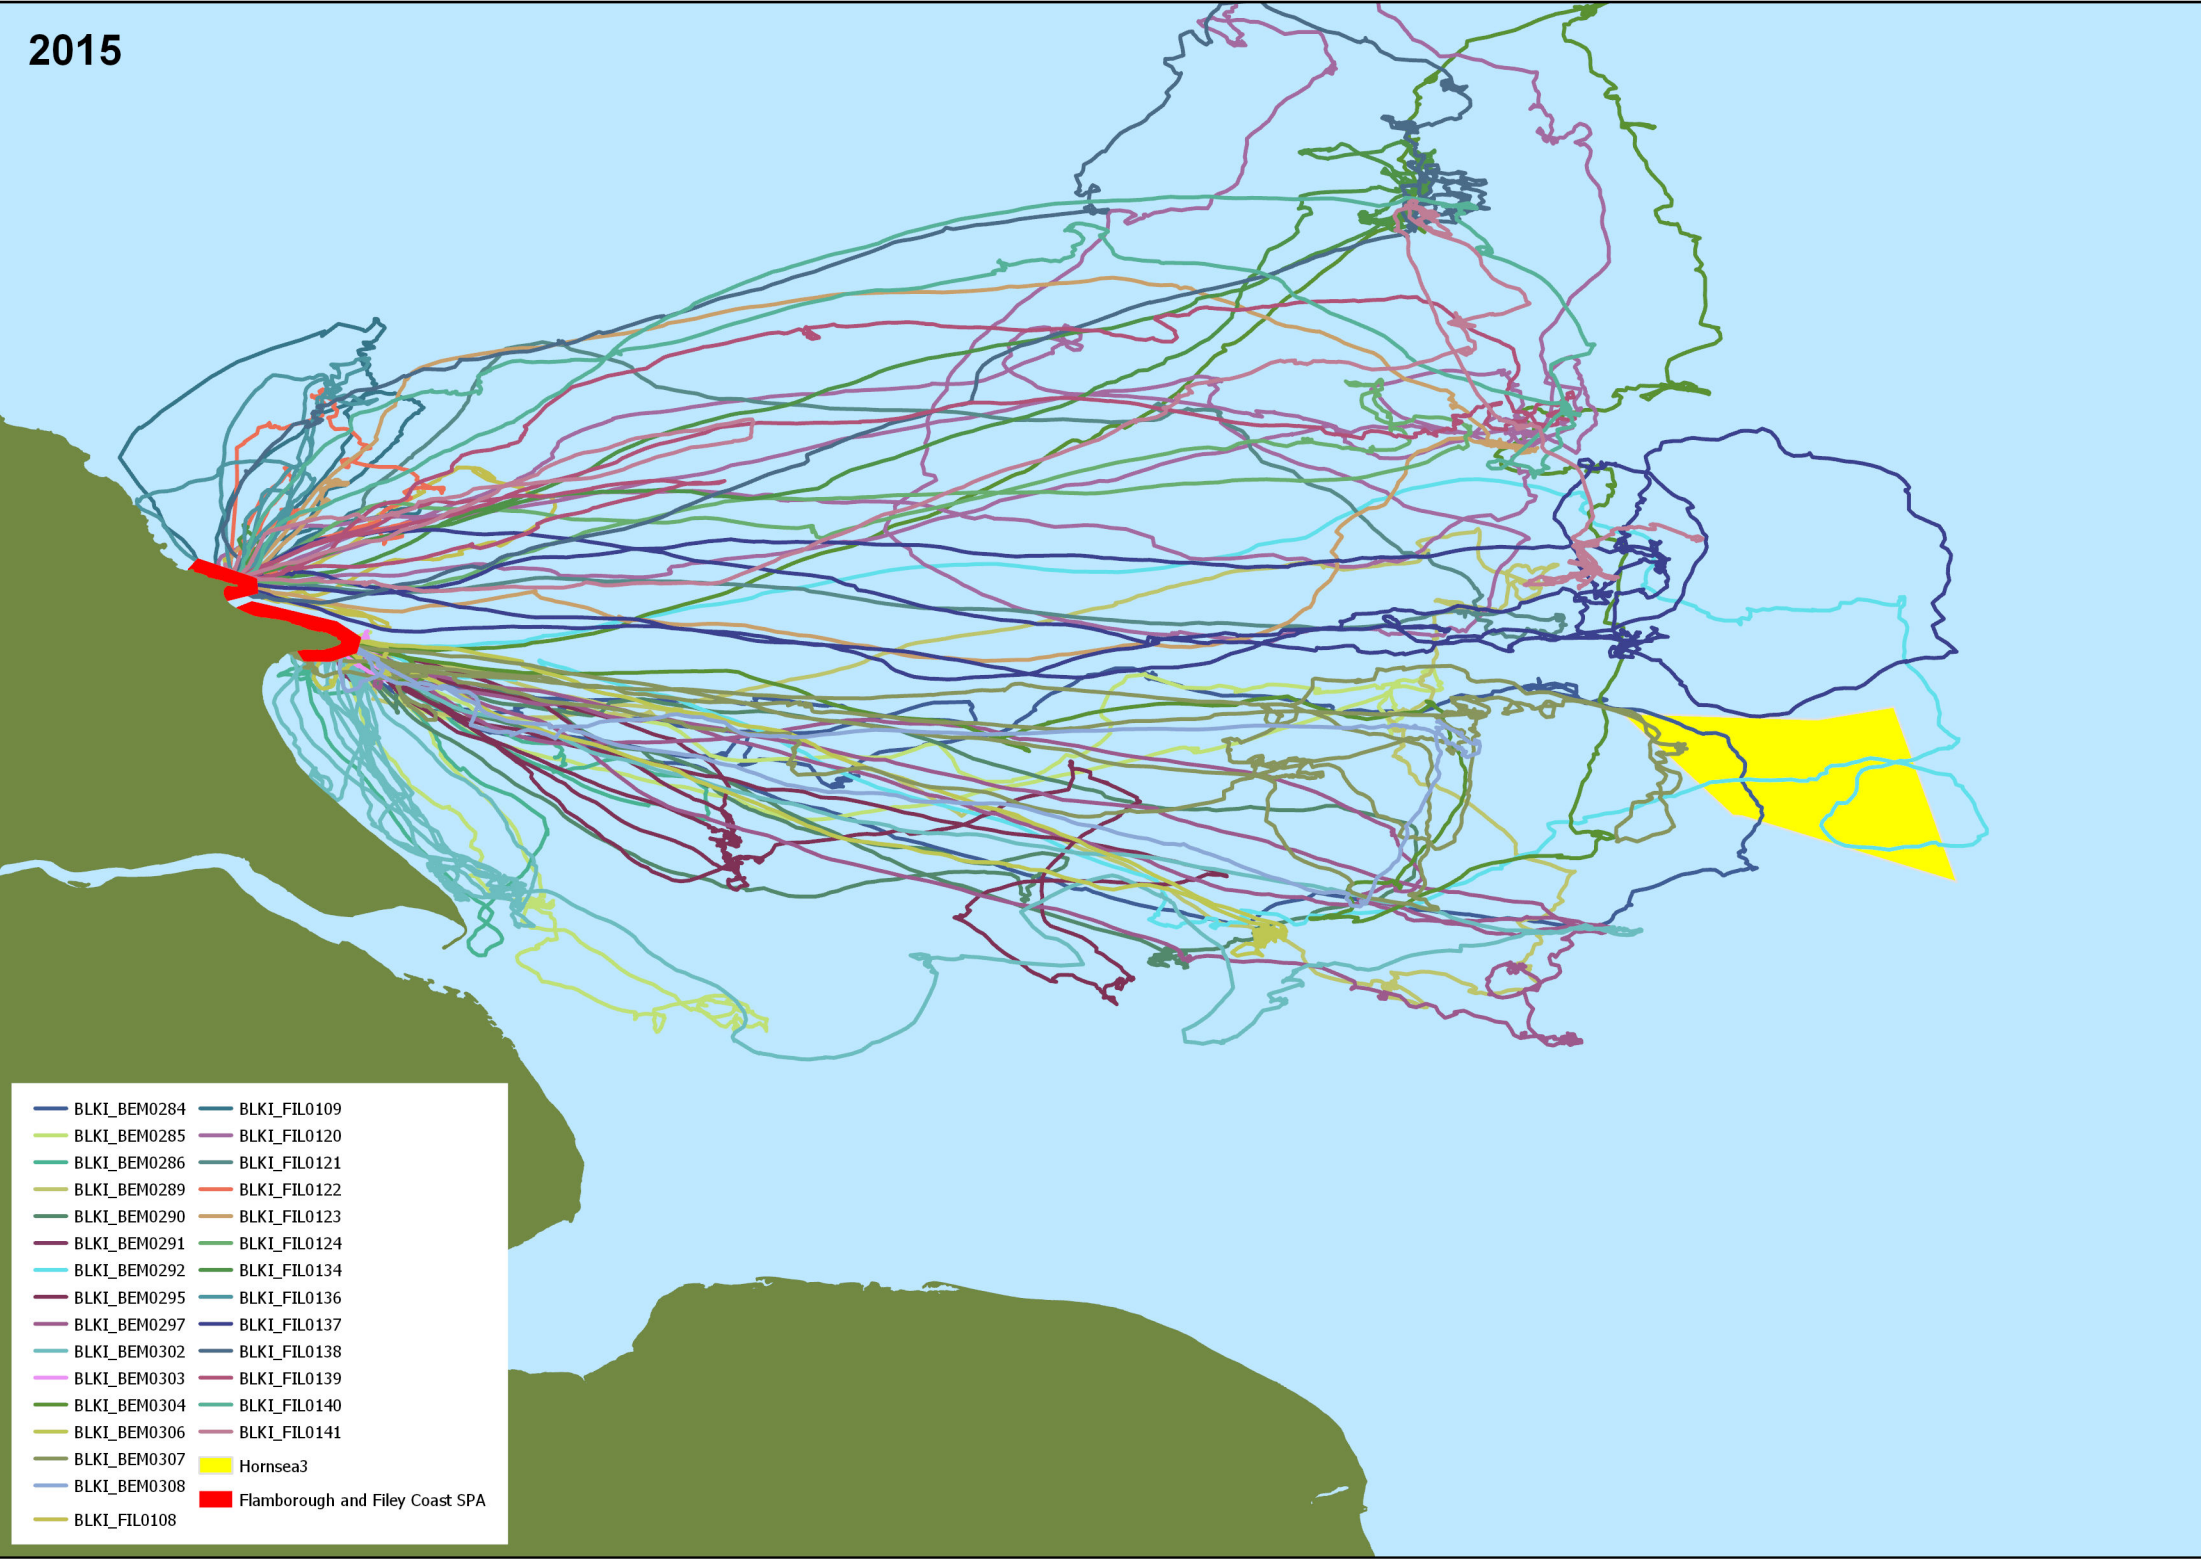 2015
BLKI_BEM0284
BLKI_BEM0285
BLKI_BEM0286
BLKI_BEM0289
BLKI_BEM0290
BLKI_BEM0291
BLKI_BEM0292
BLKI_BEM0295
BLKI_BEM0297
BLKI_BEM0302
BLKI_BEM0303
BLKI_BEM0304
BLKI_BEM0306
BLKI_BEM0307
BLKI_BEM0308
BLKI_FIL0108
BLKI_FIL0109
BLKI_FIL0120
BLKI_FIL0121
BLKI_FIL0122
BLKI_FIL0123
BLKI_FIL0124
BLKI_FIL0134
BLKI_FIL0136
BLKI_FIL0137
BLKI_FIL0138
BLKI_FIL0139
BLKI_FIL0140
BLKI_FIL0141
Hornsea3
Flamborough and Filey Coast SPA